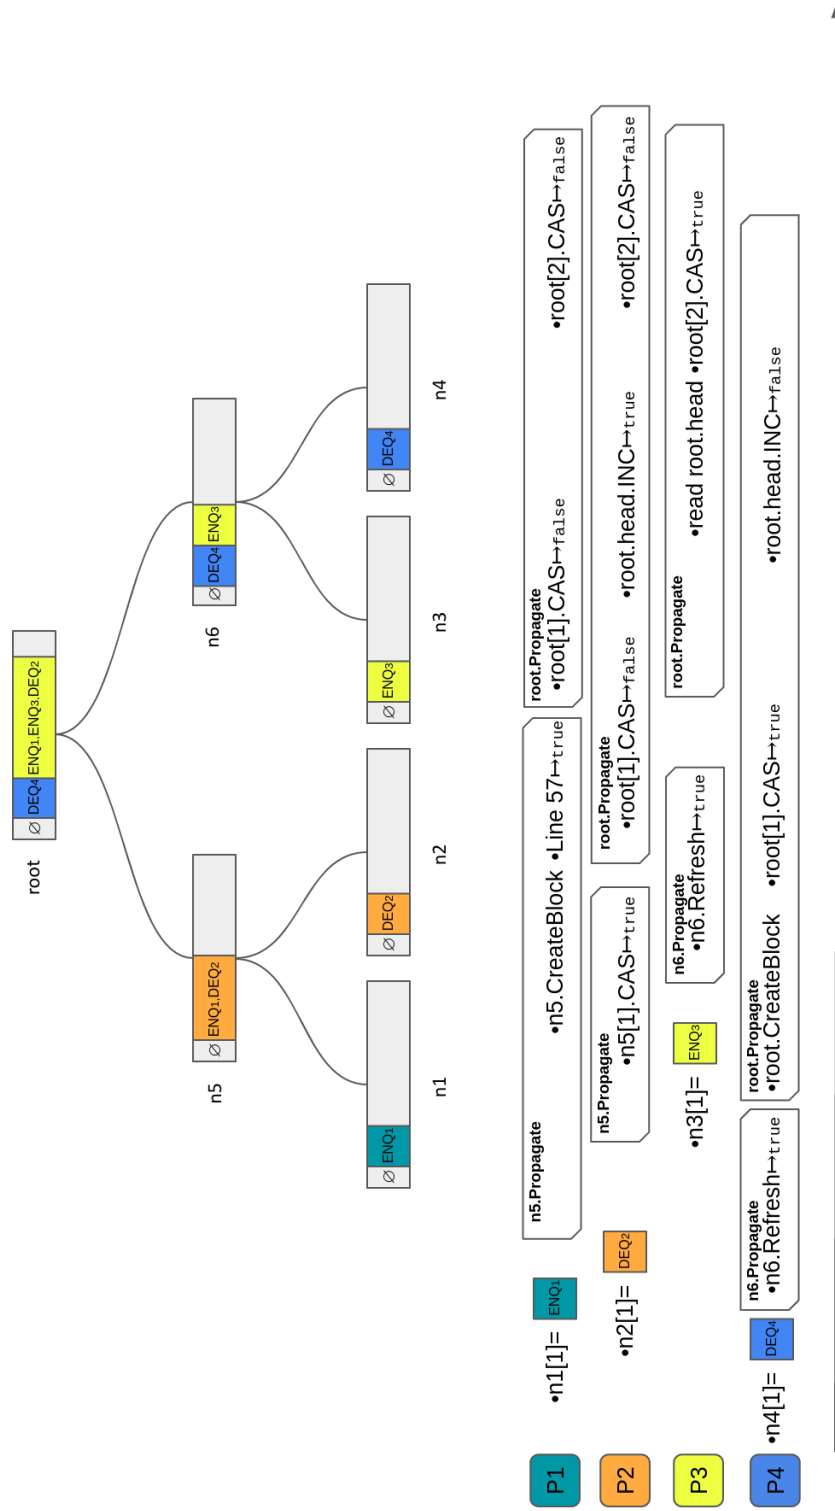 root
∅ DEQ4 ENQ1,ENQ3,DEQ2
n5
∅ ENQ1,DEQ2
n6
∅ DEQ4 ENQ3
n1
∅ ENQ1
n2
∅ DEQ2
n3
∅ ENQ3
n4
∅ DEQ4
P1
•n1[1]= ENQ1
n5.Propagate
•n5.CreateBlock •Line 57↦true
root.Propagate
•root[1].CAS↦false •root[2].CAS↦false
P2
•n2[1]= DEQ2
n5.Propagate
•n5[1].CAS↦true
root.Propagate
•root[1].CAS↦false •root.head.INC↦true •root[2].CAS↦false
P3
•n3[1]= ENQ3
n6.Propagate
•n6.Refresh↦true
root.Propagate
•read root.head •root[2].CAS↦true
P4
•n4[1]= DEQ4
n6.Propagate
•n6.Refresh↦true
root.Propagate
•root.CreateBlock •root[1].CAS↦true •root.head.INC↦false